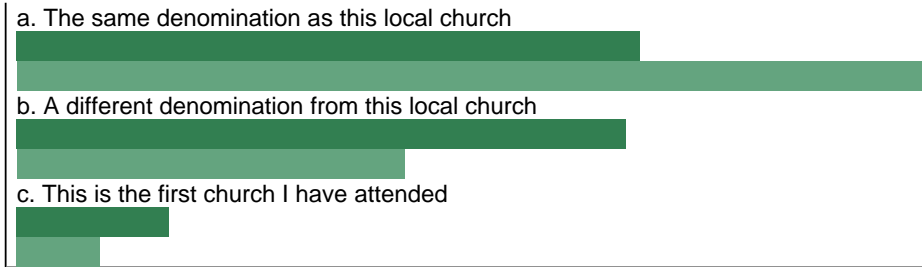 a. The same denomination as this local church
b. A different denomination from this local church
c. This is the first church I have attended